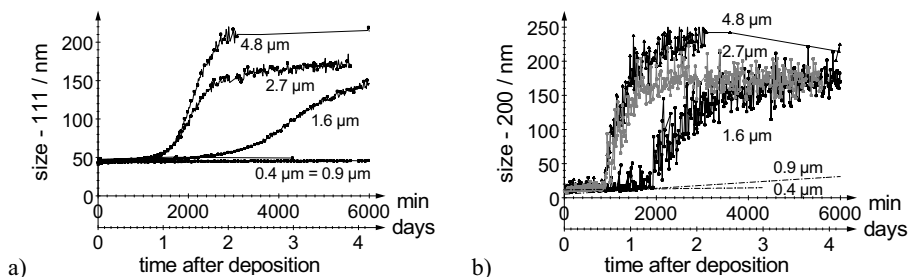 size - 111 / nm
200
150
100
50
0
4.8 µm
2.7 µm
1.6 µm
0.4 µm = 0.9 µm
0 2000 4000 6000 min
0 1 2 3 4 days
time after deposition
a)
size - 200 / nm
250
200
150
100
50
0
4.8 µm
2.7µm
1.6 µm
0.9 µm
0.4 µm
0 2000 4000 6000 min
0 1 2 3 4 days
time after deposition
b)